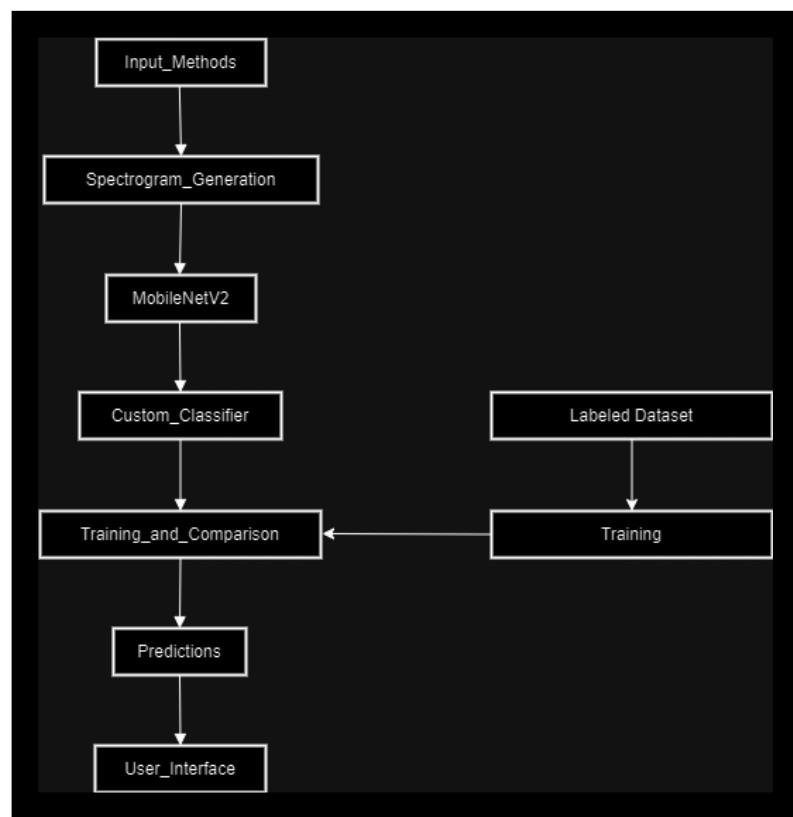 Input_Methods
Spectrogram_Generation
MobileNetV2
Custom_Classifier
Labeled Dataset
Training_and_Comparison
Training
Predictions
User_Interface